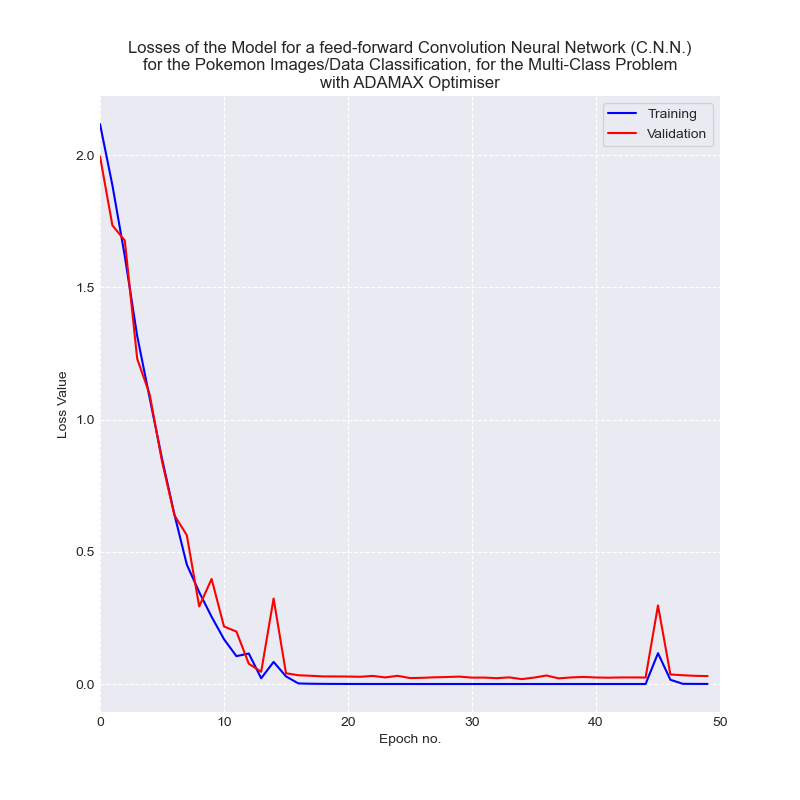 Losses of the Model for a feed-forward Convolution Neural Network (C.N.N.)
for the Pokemon Images/Data Classification, for the Multi-Class Problem
with ADAMAX Optimiser
Training
Validation
2.0
1.5
1.0
0.5
0.0
Loss Value
0 10 20 30 40 50
Epoch no.